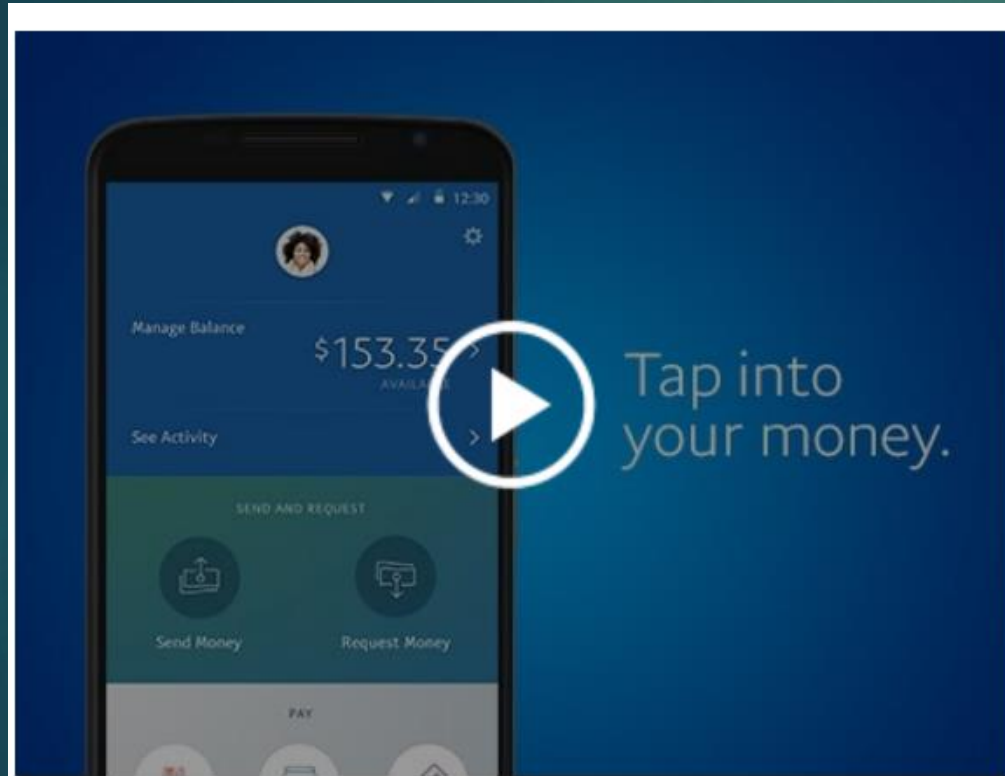 12:30
Manage Balance
$153.35
AVAILABLE
See Activity
SEND AND REQUEST
Send Money
Request Money
PAY
Tap into
your money.